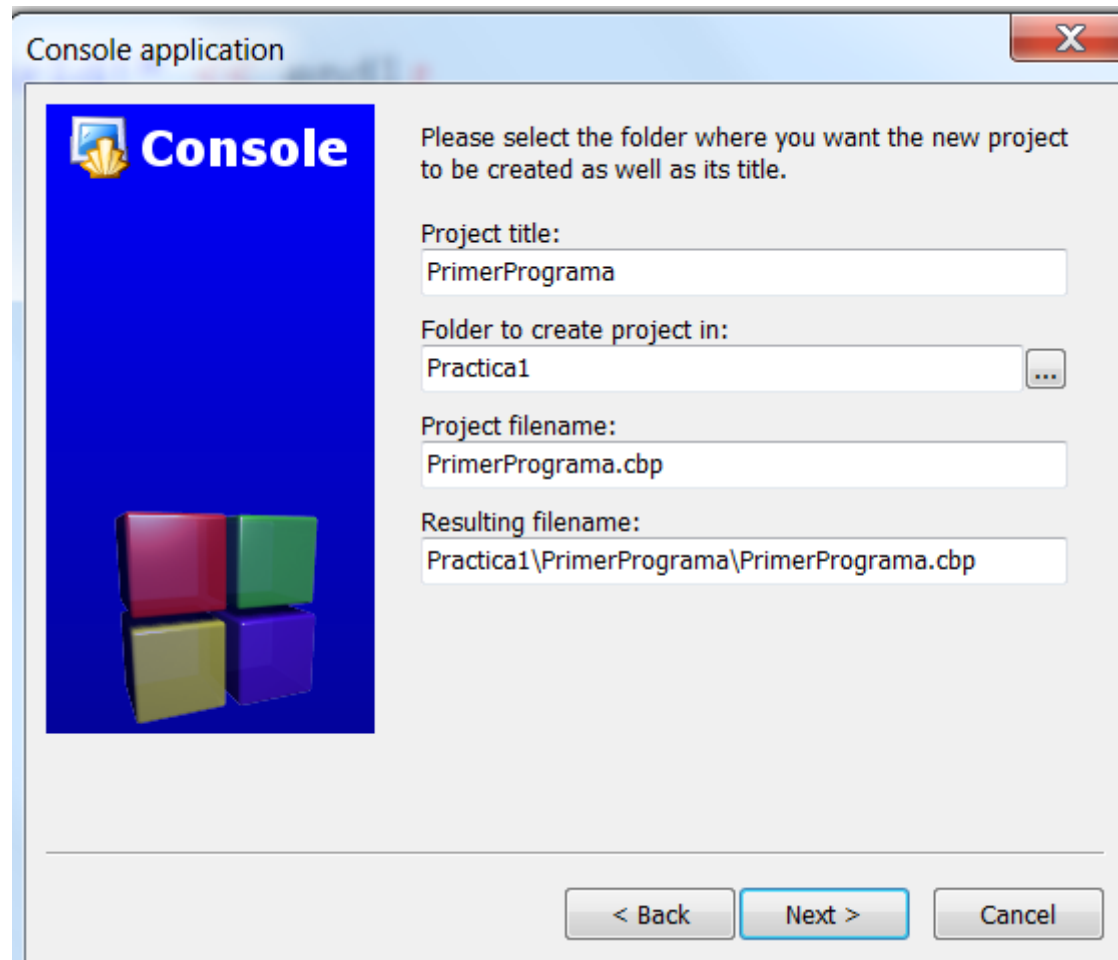 Console application
Console
Please select the folder where you want the new project
to be created as well as its title.
Project title:
PrimerPrograma
Folder to create project in:
Practica1
...
Project filename:
PrimerPrograma.cbp
Resulting filename:
Practica1\PrimerPrograma\PrimerPrograma.cbp
< Back
Next >
Cancel